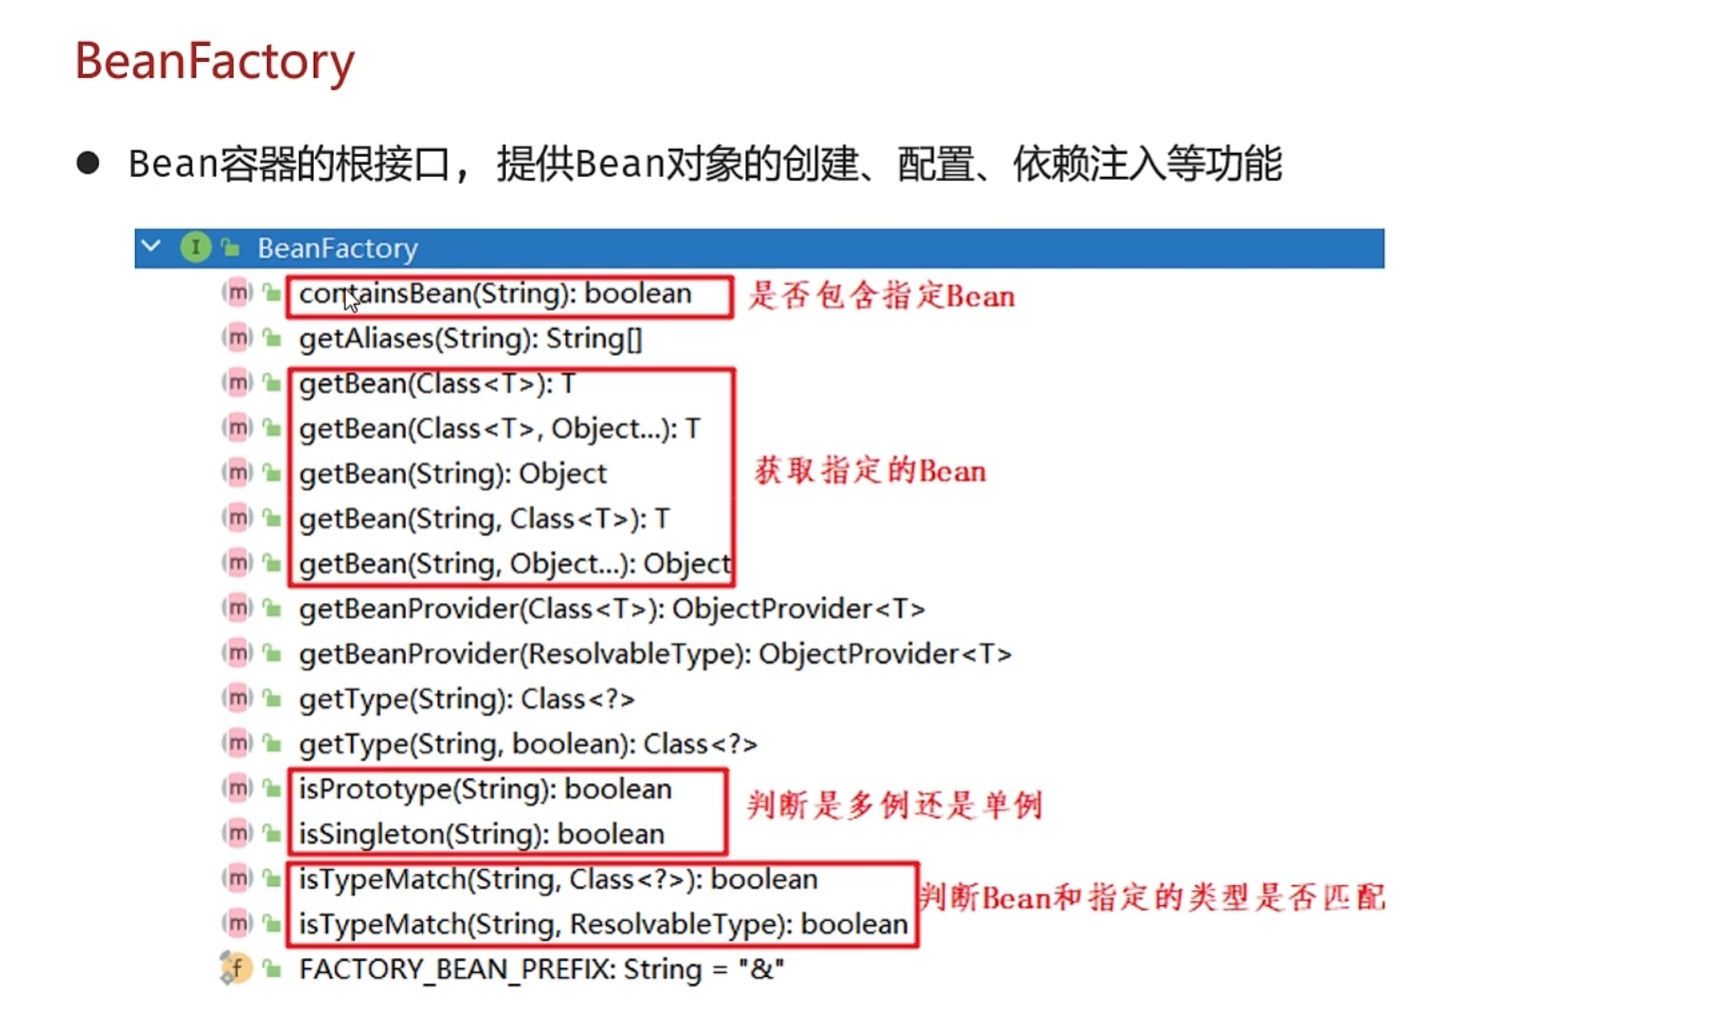 BeanFactory
● Bean容器的根接口，提供Bean对象的创建、配置、依赖注入等功能
I BeanFactory
m containsBean(String): boolean 是否包含指定Bean
m getAliases(String): String[]
m getBean(Class<T>): T
m getBean(Class<T>, Object...): T
m getBean(String): Object 获取指定的Bean
m getBean(String, Class<T>): T
m getBean(String, Object...): Object
m getBeanProvider(Class<T>): ObjectProvider<T>
m getBeanProvider(ResolvableType): ObjectProvider<T>
m getType(String): Class<?>
m getType(String, boolean): Class<?>
m isPrototype(String): boolean 判断是多例还是单例
m isSingleton(String): boolean
m isTypeMatch(String, Class<?>): boolean 判断Bean和指定的类型是否匹配
m isTypeMatch(String, ResolvableType): boolean
f FACTORY_BEAN_PREFIX: String = "&"